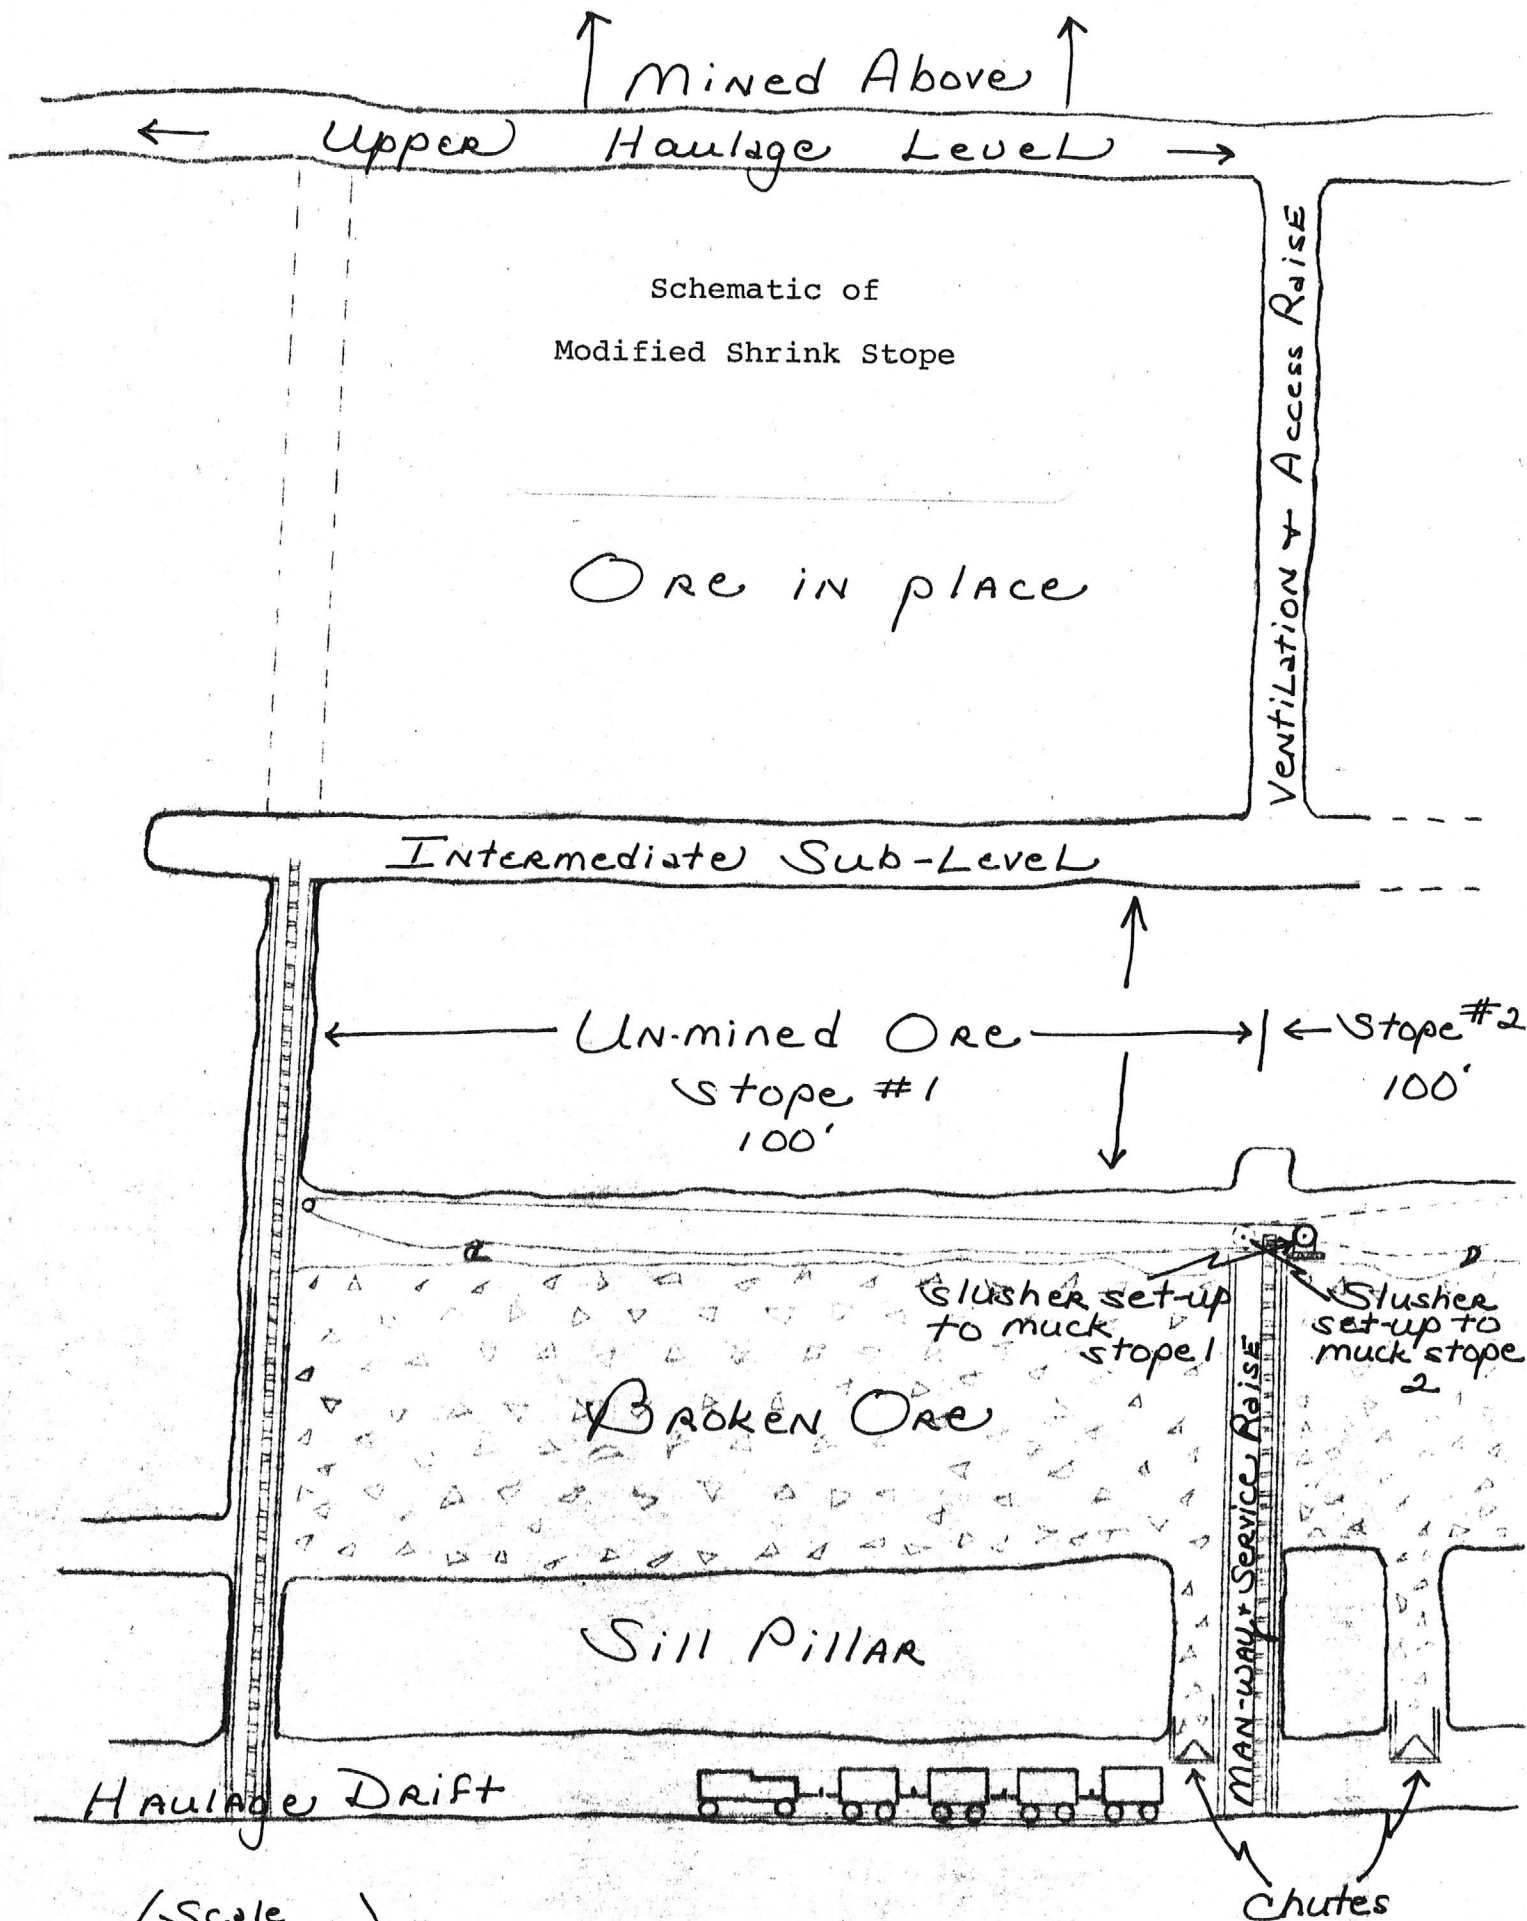 Mined Above
Upper Haulage Level
Schematic of
Modified Shrink Stope
Ventilation + Access Raise
Ore in place
Intermediate Sub-Level
Un-mined Ore
Stope #1
100'
Stope #2
100'
Slusher set-up
to muck
stope 1
Slusher
set-up to
muck stope
2
Broken Ore
Man-way + Service Raise
Sill Pillar
Haulage Drift
Chutes
(Scale )